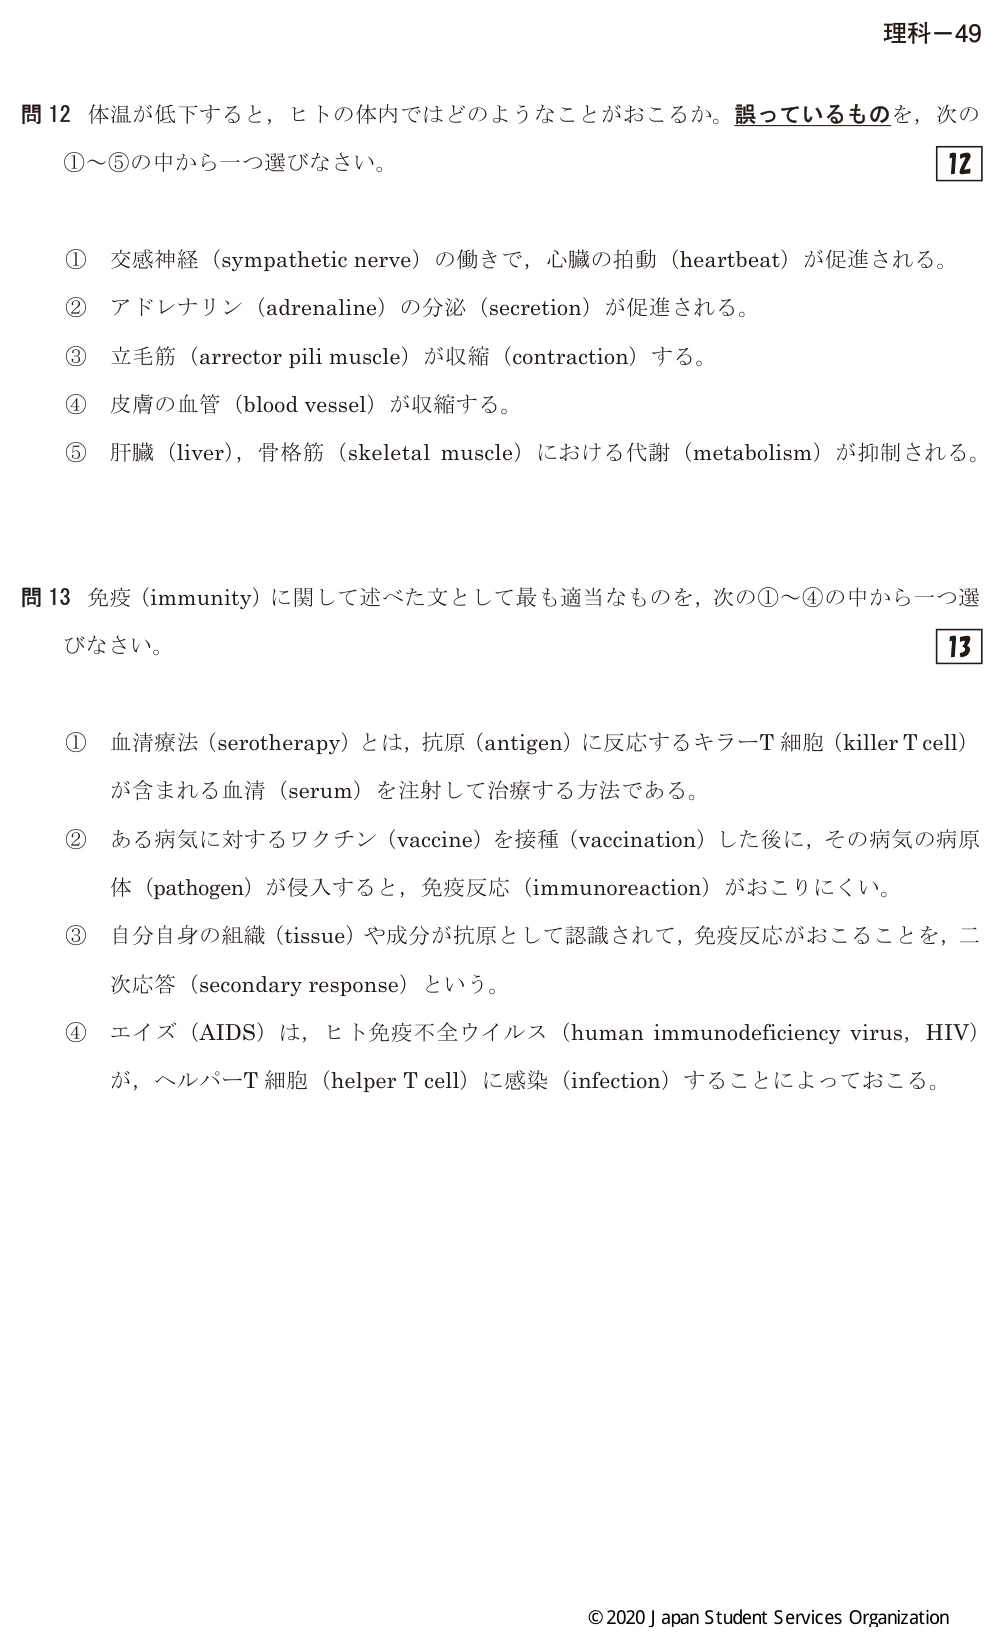 理科－49
問12 体温が低下すると，ヒトの体内ではどのようなことがおこるか。誤っているものを，次の
①～⑤の中から一つ選びなさい。 12
① 交感神経（sympathetic nerve）の働きで，心臓の拍動（heartbeat）が促進される。
② アドレナリン（adrenaline）の分泌（secretion）が促進される。
③ 立毛筋（arrector pili muscle）が収縮（contraction）する。
④ 皮膚の血管（blood vessel）が収縮する。
⑤ 肝臓（liver），骨格筋（skeletal muscle）における代謝（metabolism）が抑制される。
問13 免疫（immunity）に関して述べた文として最も適当なものを，次の①～④の中から一つ選
びなさい。 13
① 血清療法（serotherapy）とは，抗原（antigen）に反応するキラーT細胞（killer T cell）
が含まれる血清（serum）を注射して治療する方法である。
② ある病気に対するワクチン（vaccine）を接種（vaccination）した後に，その病気の病原
体（pathogen）が侵入すると，免疫反応（immunoreaction）がおこりにくい。
③ 自分自身の組織（tissue）や成分が抗原として認識されて，免疫反応がおこることを，二
次応答（secondary response）という。
④ エイズ（AIDS）は，ヒト免疫不全ウイルス（human immunodeficiency virus，HIV）
が，ヘルパーT細胞（helper T cell）に感染（infection）することによっておこる。
© 2020 Japan Student Services Organization